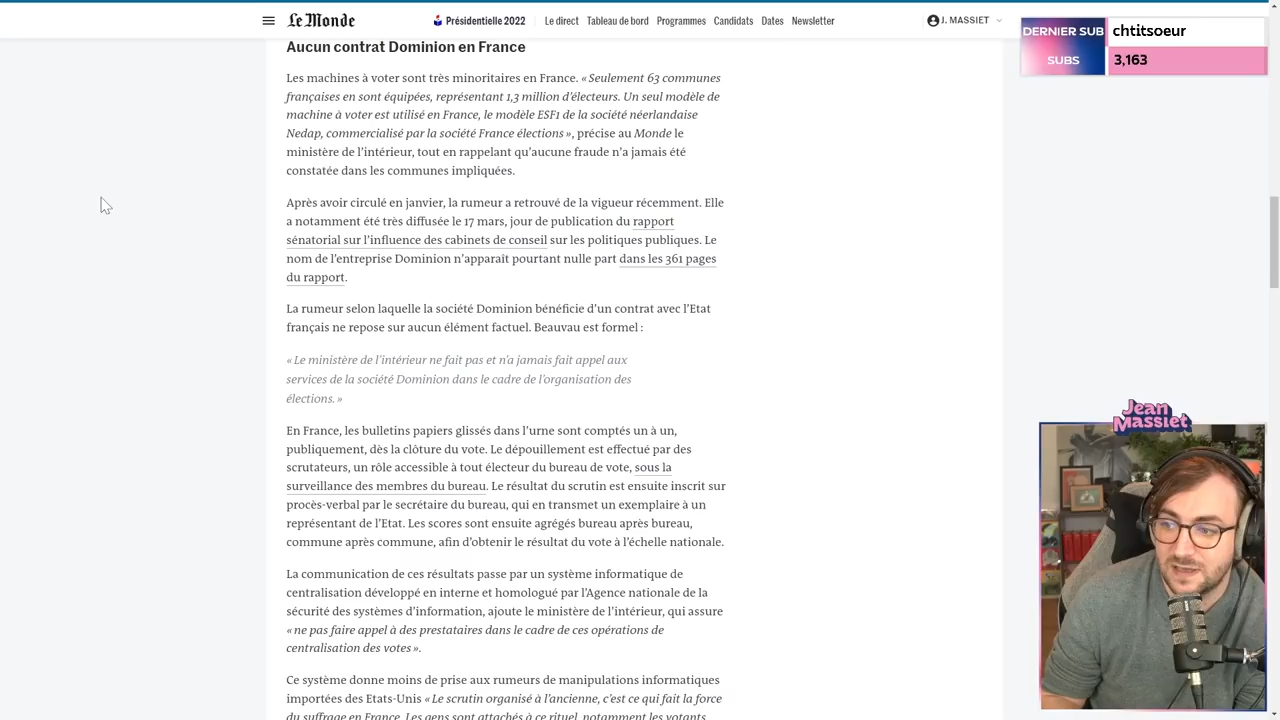 Le Monde
Présidentielle 2022
Le direct
Tableau de bord
Programmes
Candidats
Dates
Newsletter
J. MASSIET
DERNIER SUB
chtitsoeur
SUBS
3,163
Aucun contrat Dominion en France
Les machines à voter sont très minoritaires en France. « Seulement 63 communes
françaises en sont équipées, représentant 1,3 million d'électeurs. Un seul modèle de
machine à voter est utilisé en France, le modèle ESF1 de la société néerlandaise
Nedap, commercialisé par la société France élections », précise au Monde le
ministère de l'intérieur, tout en rappelant qu'aucune fraude n'a jamais été
constatée dans les communes impliquées.
Après avoir circulé en janvier, la rumeur a retrouvé de la vigueur récemment. Elle
a notamment été très diffusée le 17 mars, jour de publication du rapport
sénatorial sur l'influence des cabinets de conseil sur les politiques publiques. Le
nom de l'entreprise Dominion n'apparaît pourtant nulle part dans les 361 pages
du rapport.
La rumeur selon laquelle la société Dominion bénéficie d'un contrat avec l'Etat
français ne repose sur aucun élément factuel. Beauvau est formel :
« Le ministère de l'intérieur ne fait pas et n'a jamais fait appel aux
services de la société Dominion dans le cadre de l'organisation des
élections. »
En France, les bulletins papiers glissés dans l'urne sont comptés un à un,
publiquement, dès la clôture du vote. Le dépouillement est effectué par des
scrutateurs, un rôle accessible à tout électeur du bureau de vote, sous la
surveillance des membres du bureau. Le résultat du scrutin est ensuite inscrit sur
procès-verbal par le secrétaire du bureau, qui en transmet un exemplaire à un
représentant de l'Etat. Les scores sont ensuite agrégés bureau après bureau,
commune après commune, afin d'obtenir le résultat du vote à l'échelle nationale.
La communication de ces résultats passe par un système informatique de
centralisation développé en interne et homologué par l'Agence nationale de la
sécurité des systèmes d'information, ajoute le ministère de l'intérieur, qui assure
« ne pas faire appel à des prestataires dans le cadre de ces opérations de
centralisation des votes ».
Ce système donne moins de prise aux rumeurs de manipulations informatiques
importées des Etats-Unis « Le scrutin organisé à l'ancienne, c'est ce qui fait la force
du suffrage en France. Les gens sont attachés à ce rituel, notamment les votants
Jean
Massiet